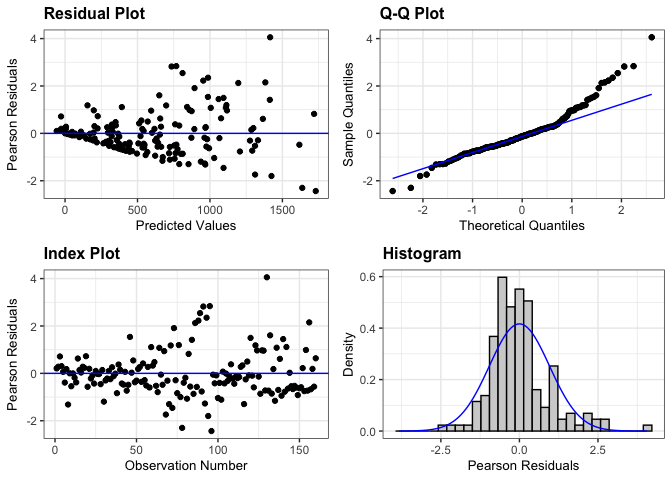 Residual Plot
Pearson Residuals
4
2
0
-2
0 500 1000 1500
Predicted Values
Q-Q Plot
Sample Quantiles
4
2
0
-2
-2 -1 0 1 2
Theoretical Quantiles
Index Plot
Pearson Residuals
4
2
0
-2
0 50 100 150
Observation Number
Histogram
Density
0.6
0.4
0.2
0.0
-2.5 0.0 2.5
Pearson Residuals